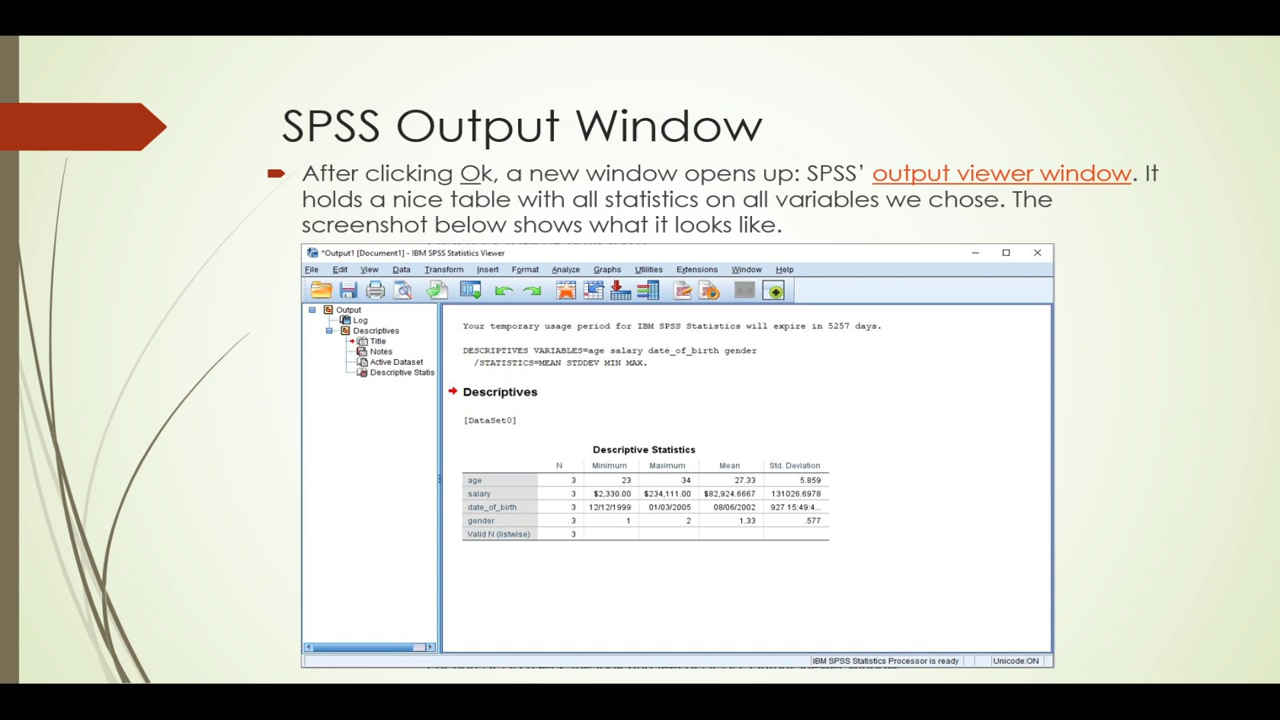 SPSS Output Window
After clicking Ok, a new window opens up: SPSS’ output viewer window. It
holds a nice table with all statistics on all variables we chose. The
screenshot below shows what it looks like.
*Output1 [Document1] - IBM SPSS Statistics Viewer
File Edit View Data Transform Insert Format Analyze Graphs Utilities Extensions Window Help
Output
Log
Descriptives
Title
Notes
Active Dataset
Descriptive Statis
Your temporary usage period for IBM SPSS Statistics will expire in 5257 days.
DESCRIPTIVES VARIABLES=age salary date_of_birth gender
/STATISTICS=MEAN STDDEV MIN MAX.
Descriptives
[DataSet0]
Descriptive Statistics
N Minimum Maximum Mean Std. Deviation
age 3 23 34 27.33 5.859
salary 3 $2,330.00 $234,111.00 $82,924.6667 131026.6978
date_of_birth 3 12/12/1999 01/03/2005 08/06/2002 927 15:49:4...
gender 3 1 2 1.33 .577
Valid N (listwise) 3
IBM SPSS Statistics Processor is ready Unicode:ON